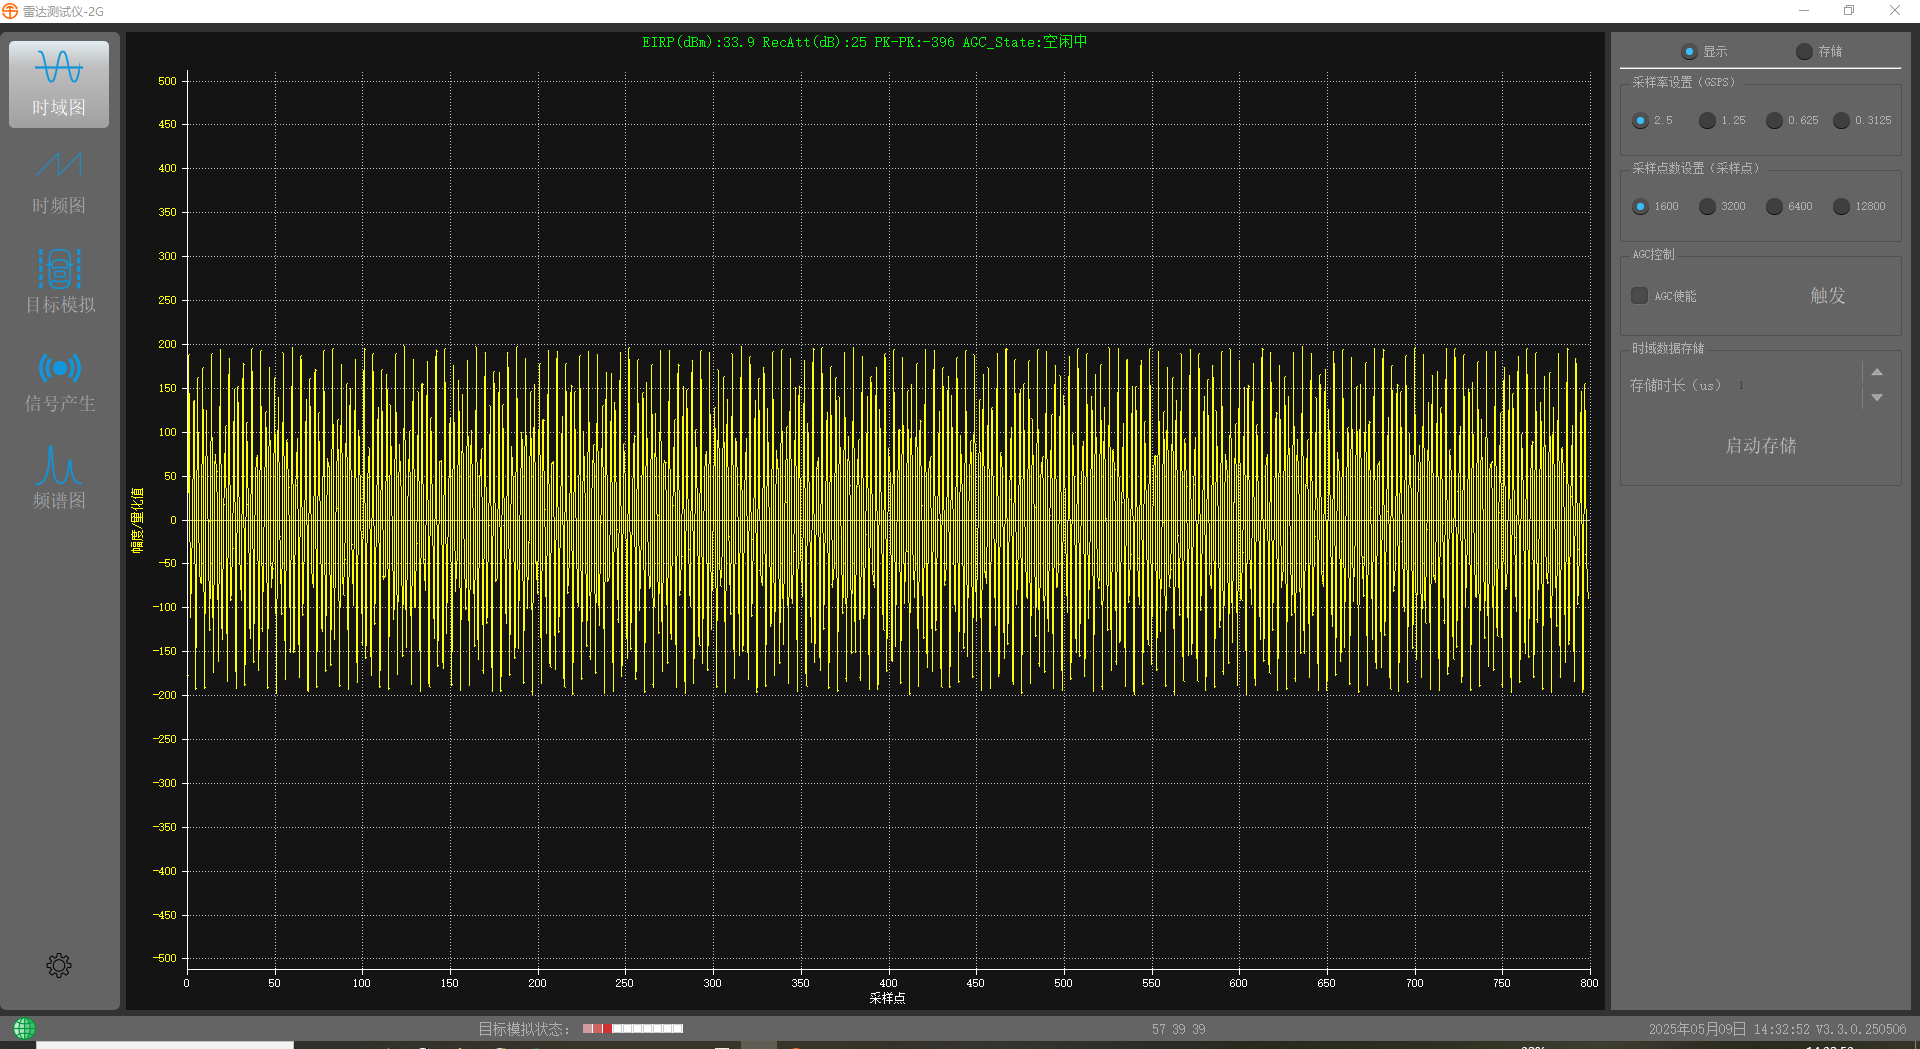 雷达测试仪-2G
时域图
时频图
目标模拟
信号产生
频谱图
EIRP(dBm):33.9 RecAtt(dB):25 PK-PK:-396 AGC_State:空闲中
幅度/量化值
500
450
400
350
300
250
200
150
100
50
0
-50
-100
-150
-200
-250
-300
-350
-400
-450
-500
0 50 100 150 200 250 300 350 400 450 500 550 600 650 700 750 800
采样点
显示 存储
采样率设置（GSPS）
2.5 1.25 0.625 0.3125
采样点数设置（采样点）
1600 3200 6400 12800
AGC控制
AGC使能 触发
时域数据存储
存储时长（us） 1
启动存储
目标模拟状态：
57 39 39
2025年05月09日 14:32:52 V3.3.0.250506